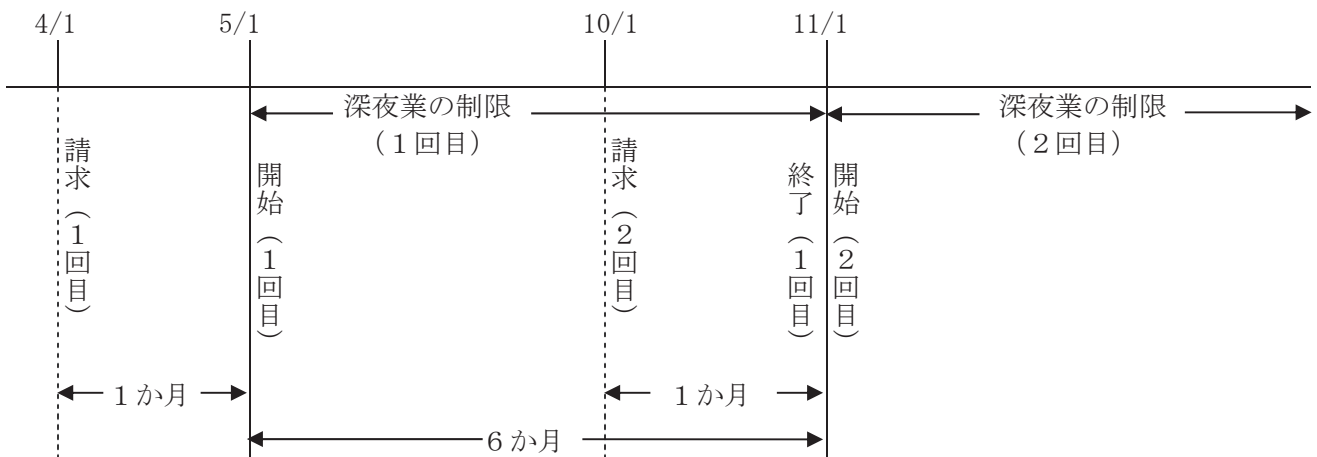 4/1
5/1
10/1
11/1
深夜業の制限
（１回目）
深夜業の制限
（２回目）
請求（１回目）
開始（１回目）
請求（２回目）
終了（１回目）
開始（２回目）
１か月
１か月
６か月